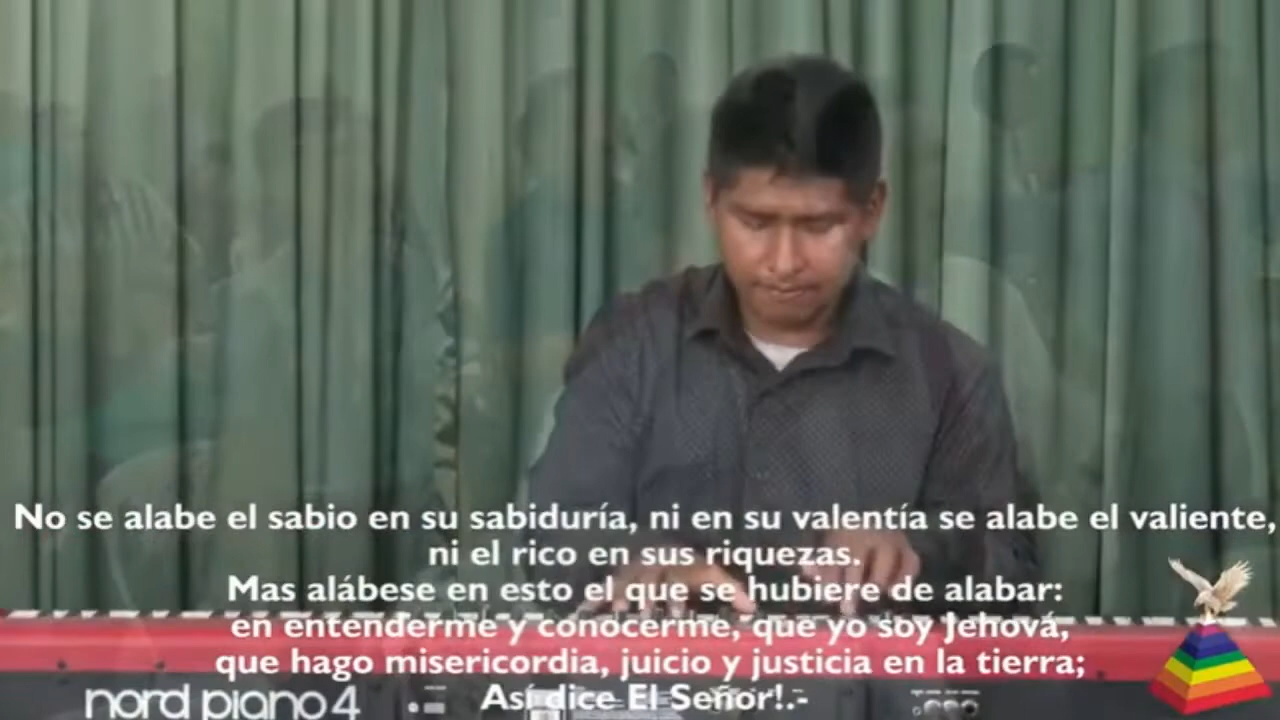 No se alabe el sabio en su sabiduría, ni en su valentía se alabe el valiente,
ni el rico en sus riquezas.
Mas alábese en esto el que se hubiere de alabar:
en entenderme y conocerme, que yo soy Jehová,
que hago misericordia, juicio y justicia en la tierra;
Así dice El Señor!.-
nord piano 4